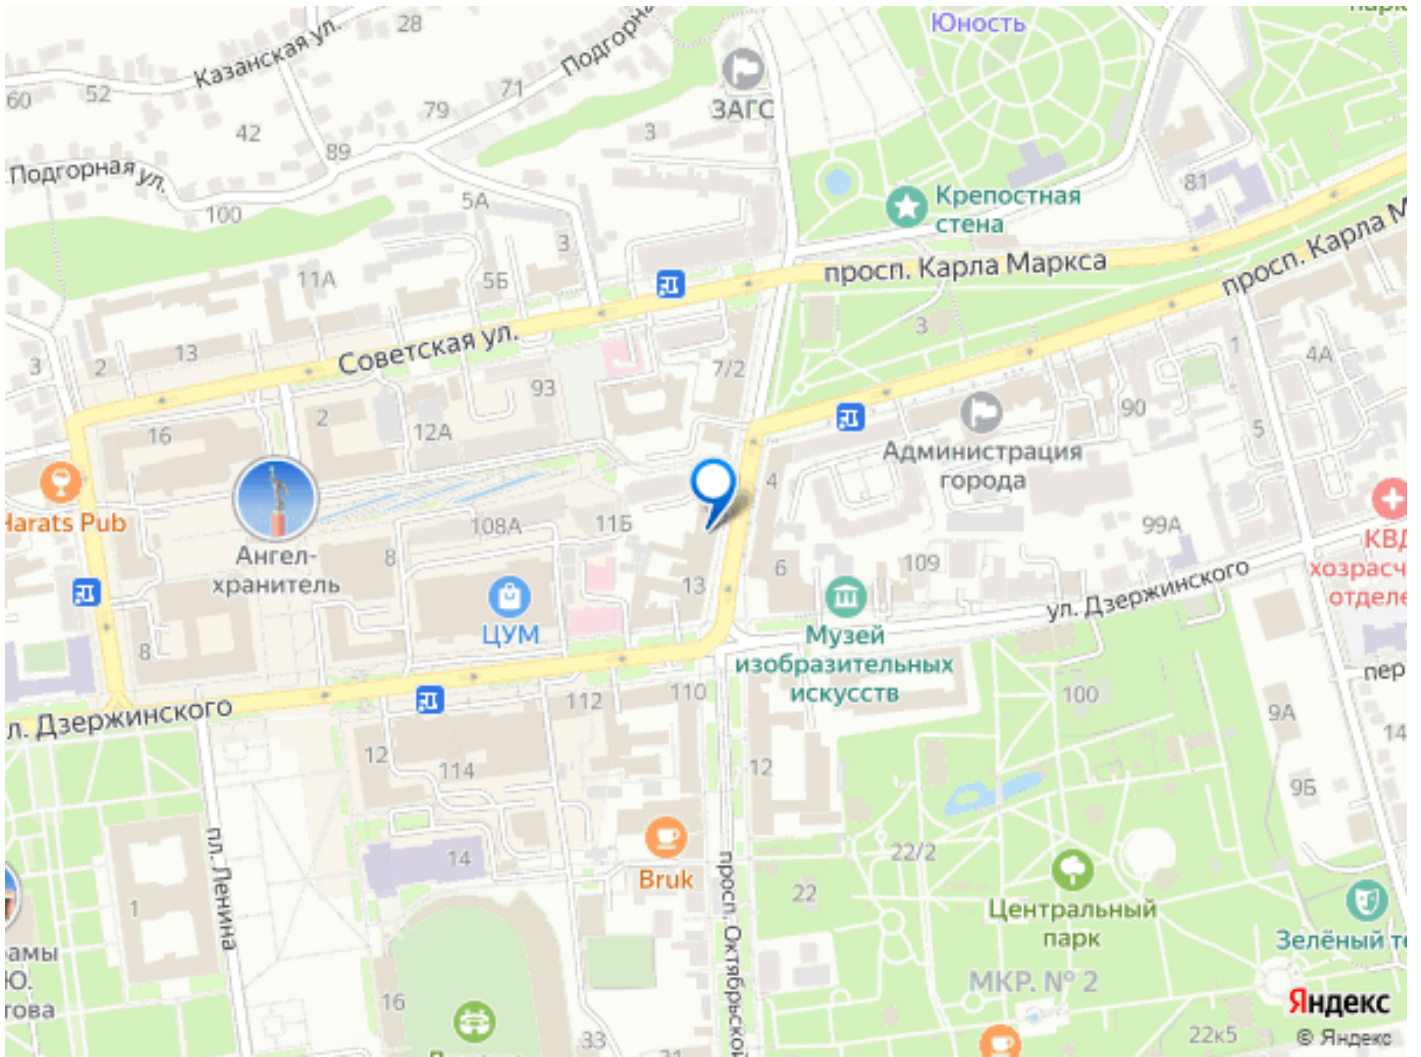 Юность
Казанская ул.
28
Подгорн
60
52
71
79
ЗАГС
42
3
89
Подгорная ул.
81
100
5А
Крепостная
стена
3
просп. Карла Маркса
просп. Карла М
11А
5Б
Советская ул.
3
3
2
13
7/2
1
4А
93
90
2
16
12А
5
Администрация
города
4
Harats Pub
108А
11Б
99А
КВД
хозрасч
отделе
Ангел-
хранитель
8
13
6
109
ул. Дзержинского
ЦУМ
Музей
изобразительных
искусств
8
пер
л. Дзержинского
112
110
100
9А
14
12
114
12
9Б
пл. Ленина
14
Bruk
просп. Октябрьской
22/2
22
1
Центральный
парк
Зелёный те
амы
Ю.
това
16
МКР. № 2
33
31
22к5
Яндекс
© Яндекс